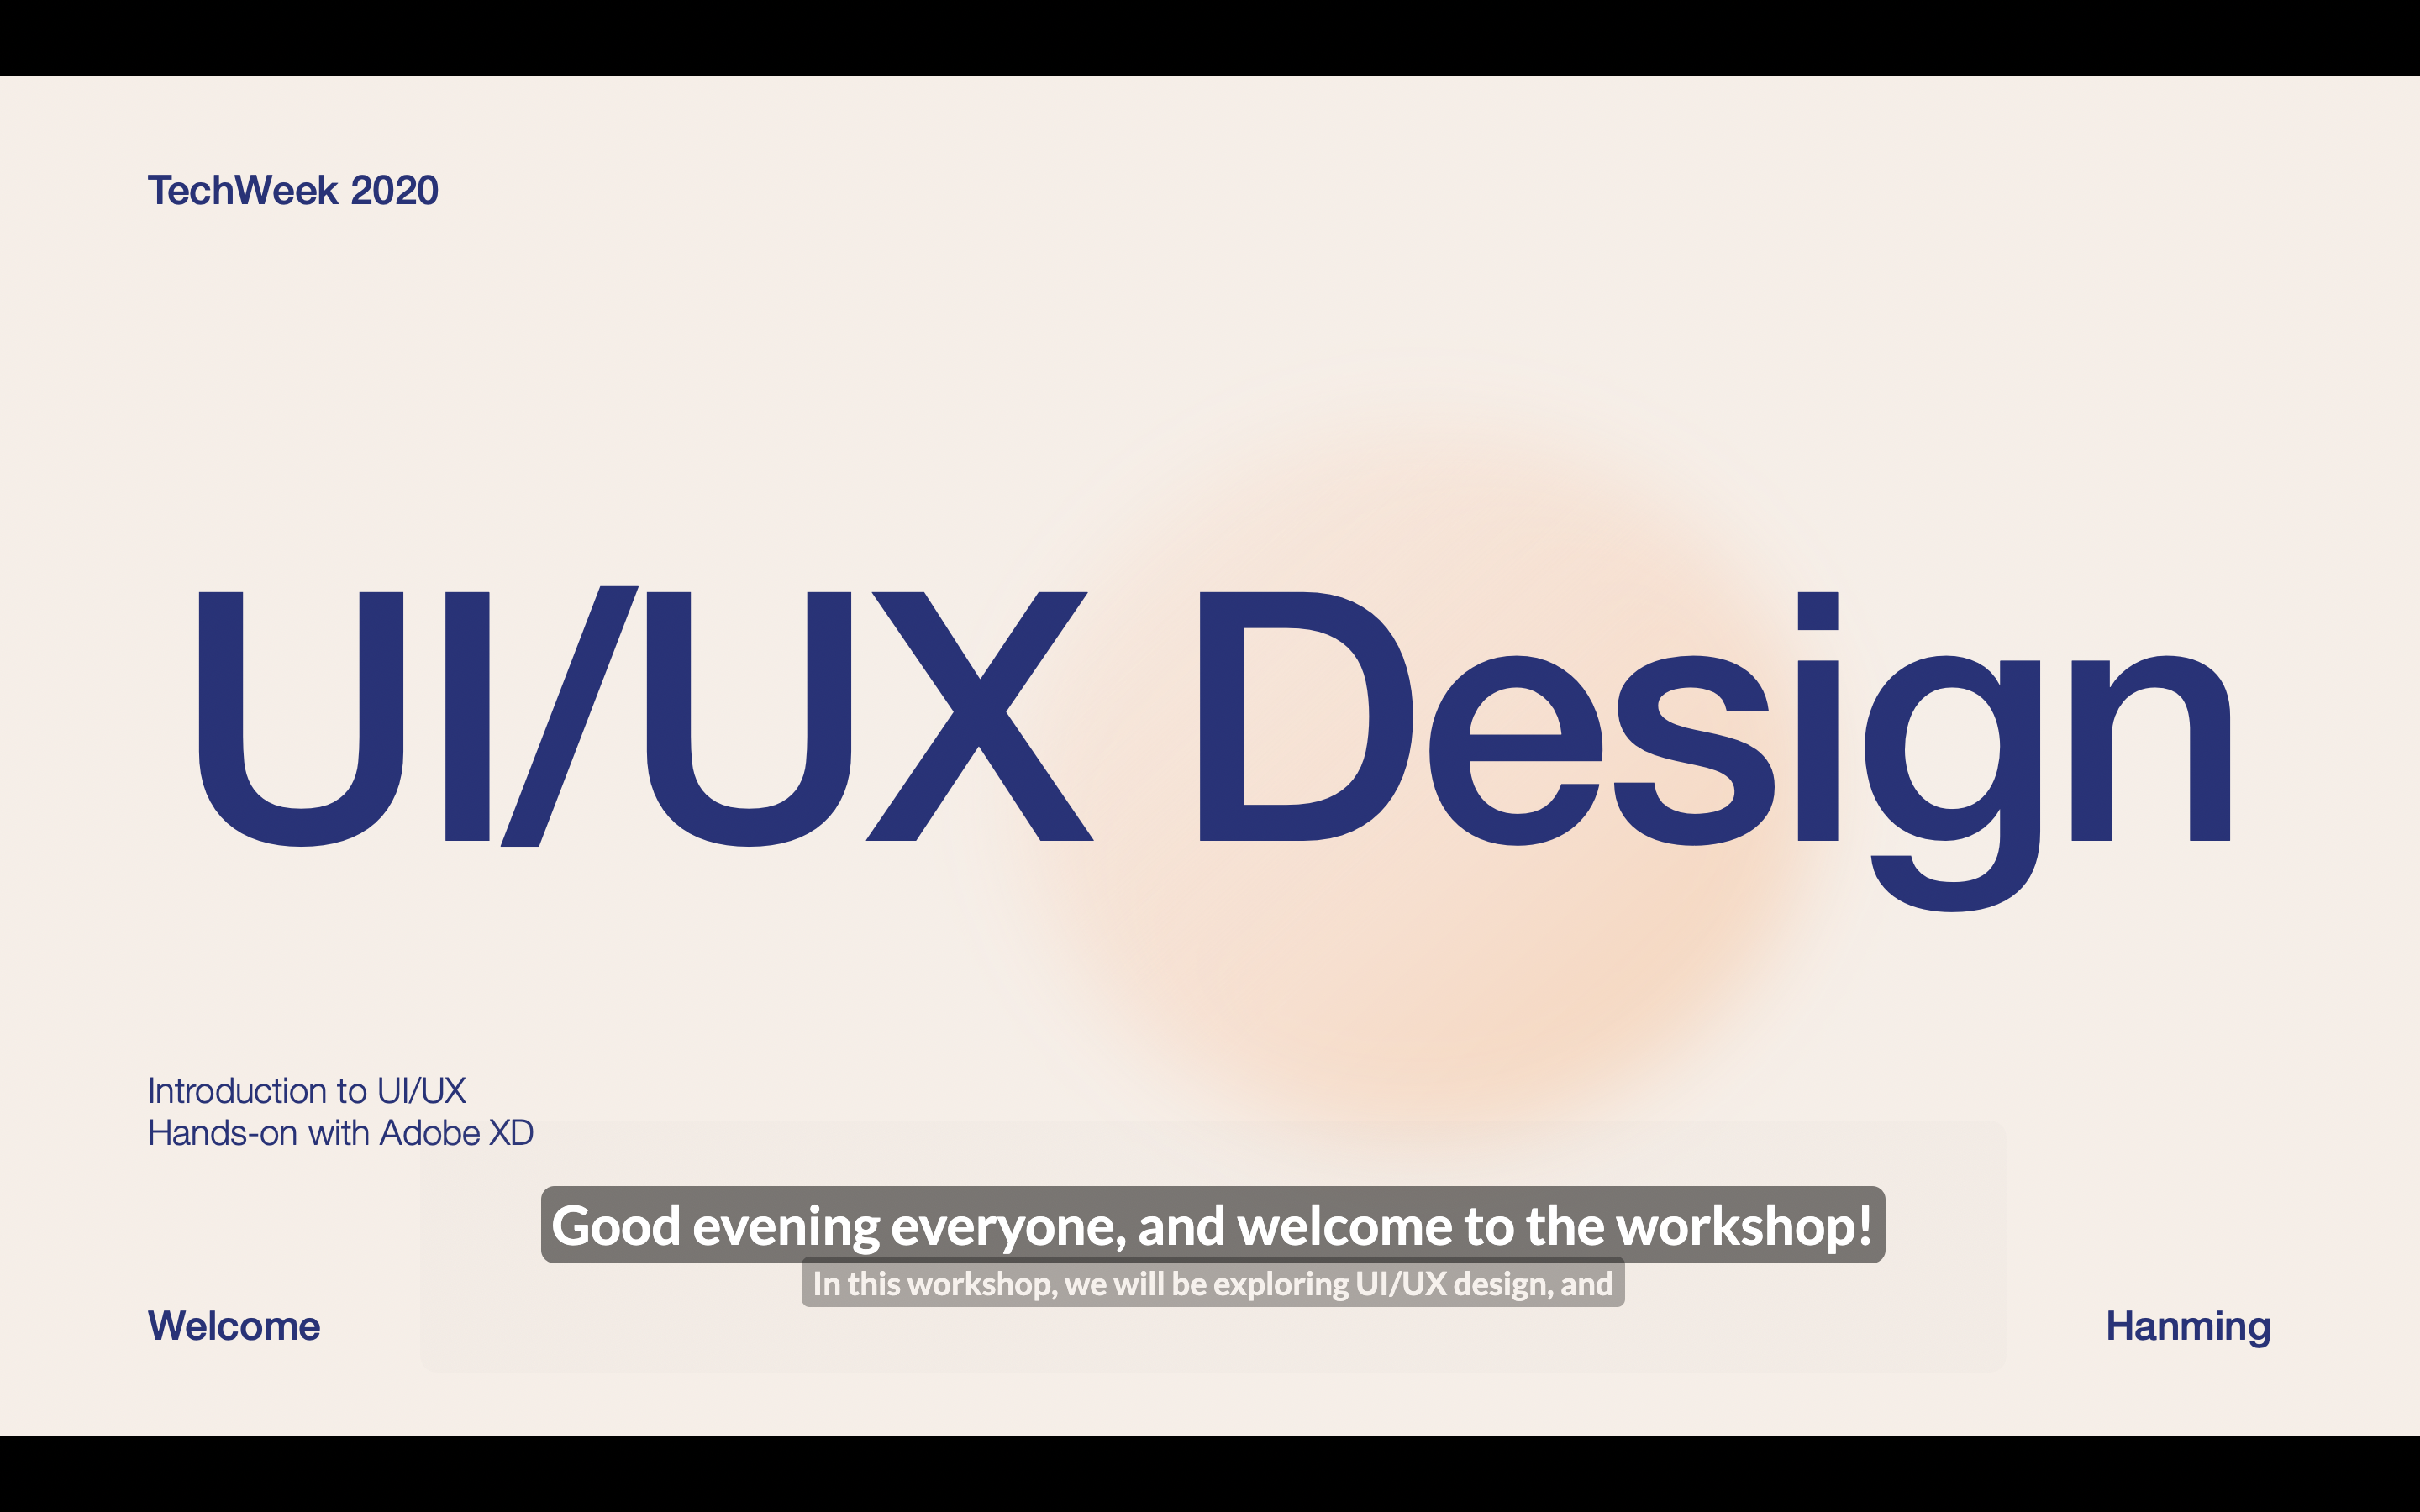 TechWeek 2020
UI/UX Design
Introduction to UI/UX
Hands-on with Adobe XD
Good evening everyone, and welcome to the workshop!
In this workshop, we will be exploring UI/UX design, and
Welcome
Hanming